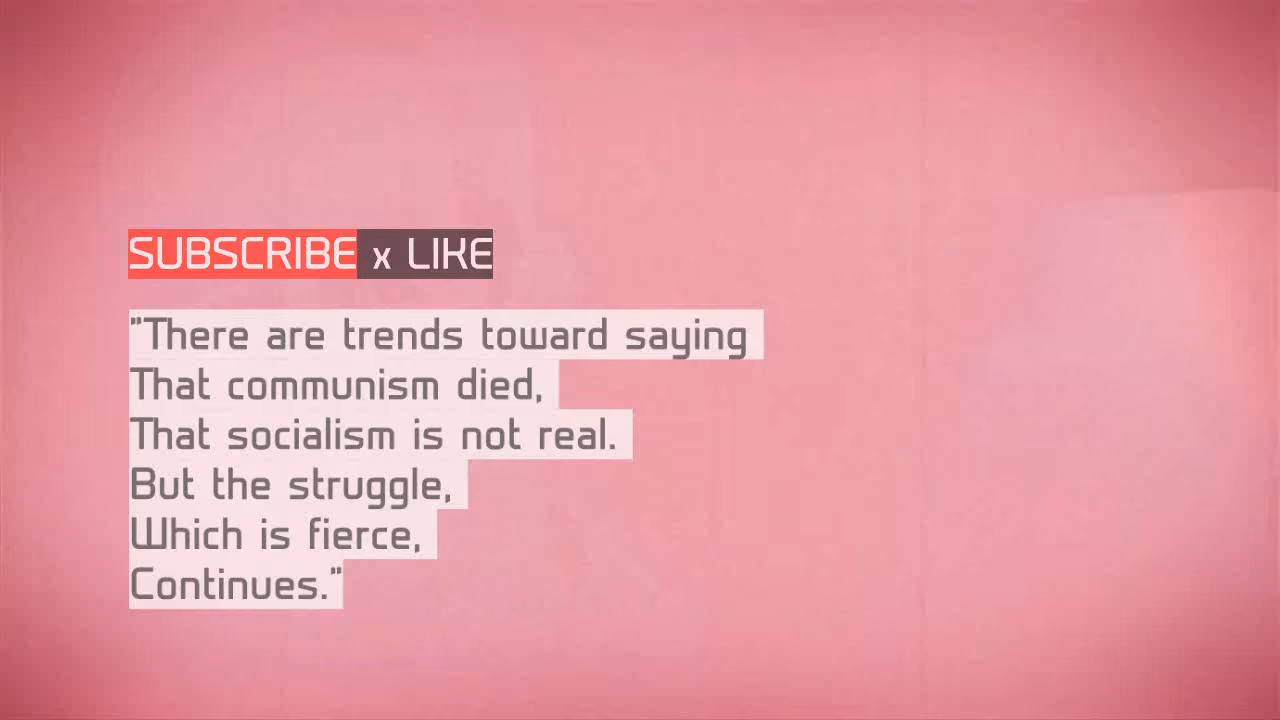 SUBSCRIBE x LIKE
"There are trends toward saying
That communism died,
That socialism is not real.
But the struggle,
Which is fierce,
Continues."